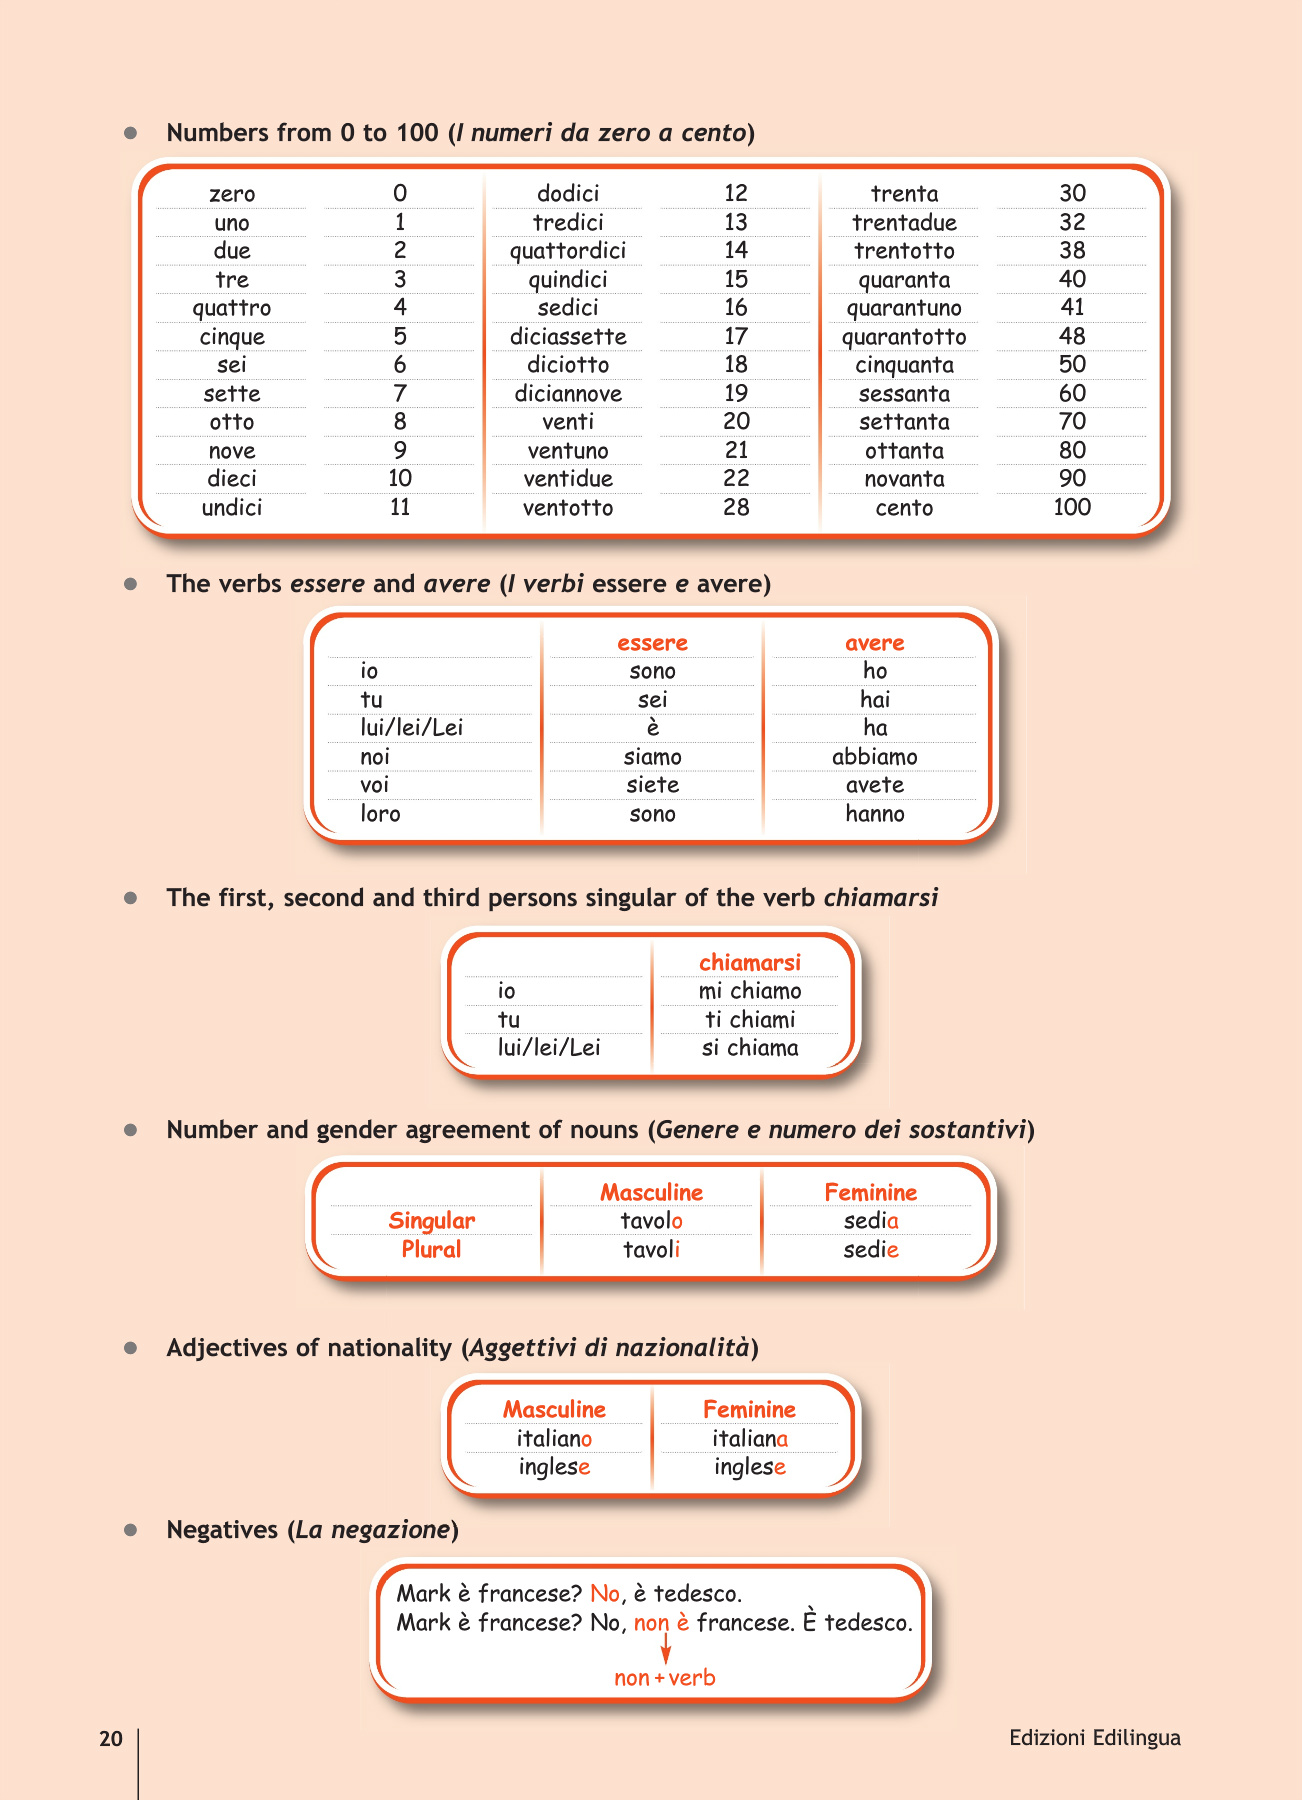 Numbers from 0 to 100 (I numeri da zero a cento)
zero 0 dodici 12 trenta 30
uno 1 tredici 13 trentadue 32
due 2 quattordici 14 trentotto 38
tre 3 quindici 15 quaranta 40
quattro 4 sedici 16 quarantuno 41
cinque 5 diciassette 17 quarantotto 48
sei 6 diciotto 18 cinquanta 50
sette 7 diciannove 19 sessanta 60
otto 8 venti 20 settanta 70
nove 9 ventuno 21 ottanta 80
dieci 10 ventidue 22 novanta 90
undici 11 ventotto 28 cento 100
The verbs essere and avere (I verbi essere e avere)
essere avere
io sono ho
tu sei hai
lui/lei/Lei è ha
noi siamo abbiamo
voi siete avete
loro sono hanno
The first, second and third persons singular of the verb chiamarsi
chiamarsi
io mi chiamo
tu ti chiami
lui/lei/Lei si chiama
Number and gender agreement of nouns (Genere e numero dei sostantivi)
Masculine Feminine
Singular tavolo sedia
Plural tavoli sedie
Adjectives of nationality (Aggettivi di nazionalità)
Masculine Feminine
italiano italiana
inglese inglese
Negatives (La negazione)
Mark è francese? No, è tedesco.
Mark è francese? No, non è francese. È tedesco.
non + verb
20 Edizioni Edilingua